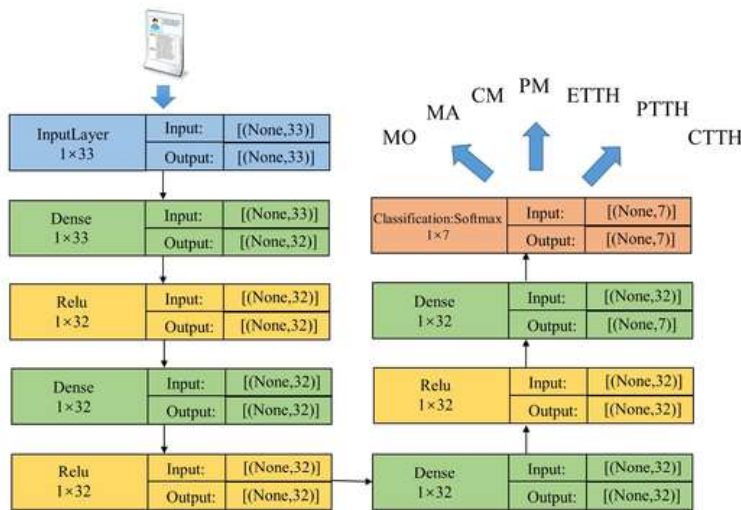 InputLayer
1×33
Input: [(None,33)]
Output: [(None,33)]
Dense
1×33
Input: [(None,33)]
Output: [(None,32)]
Relu
1×32
Input: [(None,32)]
Output: [(None,32)]
Dense
1×32
Input: [(None,32)]
Output: [(None,32)]
Relu
1×32
Input: [(None,32)]
Output: [(None,32)]
Dense
1×32
Input: [(None,32)]
Output: [(None,32)]
Relu
1×32
Input: [(None,32)]
Output: [(None,32)]
Dense
1×32
Input: [(None,32)]
Output: [(None,7)]
Classification:Softmax
1×7
Input: [(None,7)]
Output: [(None,7)]
MO
MA
CM
PM
ETTH
PTTH
CTTH